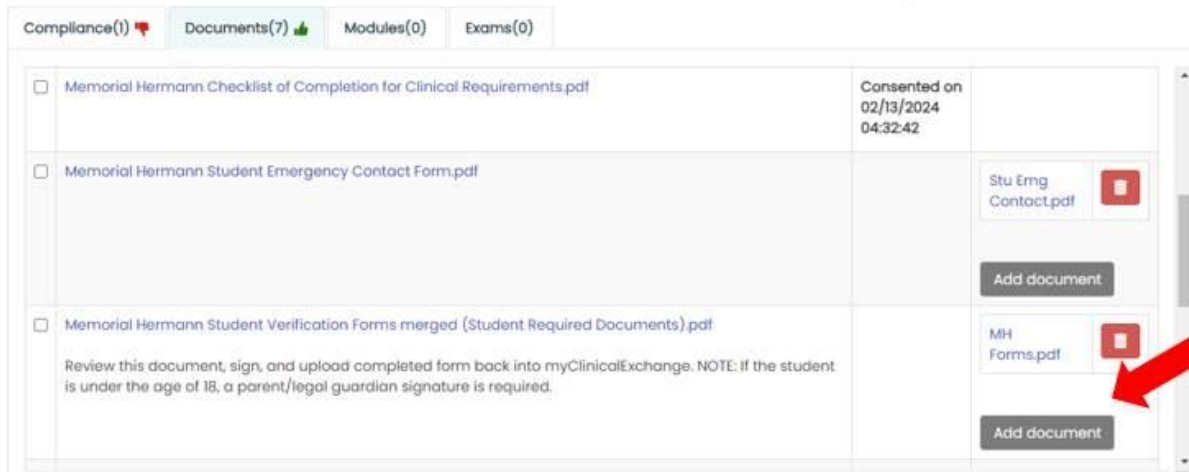 Compliance(1) Documents(7) Modules(0) Exams(0)
Memorial Hermann Checklist of Completion for Clinical Requirements.pdf
Consented on
02/13/2024
04:32:42
Memorial Hermann Student Emergency Contact Form.pdf
Stu Emg
Contact.pdf
Add document
Memorial Hermann Student Verification Forms merged (Student Required Documents).pdf
Review this document, sign, and upload completed form back into myClinicalExchange. NOTE: If the student
is under the age of 18, a parent/legal guardian signature is required.
MH
Forms.pdf
Add document